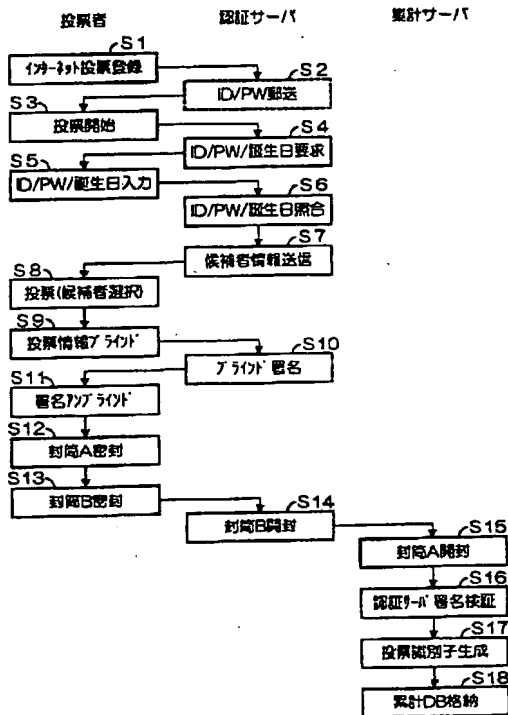 投票者
認証サーバ
集計サーバ
S1
インターネット投票登録
S2
ID/PW郵送
S3
投票開始
S4
ID/PW/誕生日要求
S5
ID/PW/誕生日入力
S6
ID/PW/誕生日照合
S7
候補者情報送信
S8
投票(候補者選択)
S9
投票情報ブラインド
S10
ブラインド署名
S11
署名アンブラインド
S12
封筒A密封
S13
封筒B密封
S14
封筒B開封
S15
封筒A開封
S16
認証サーバ署名検証
S17
投票識別子生成
S18
累計DB格納